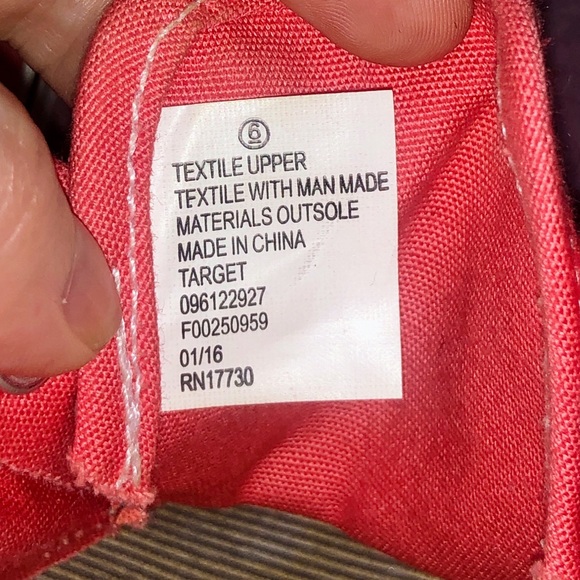 6
TEXTILE UPPER
TEXTILE WITH MAN MADE
MATERIALS OUTSOLE
MADE IN CHINA
TARGET
096122927
F00250959
01/16
RN17730